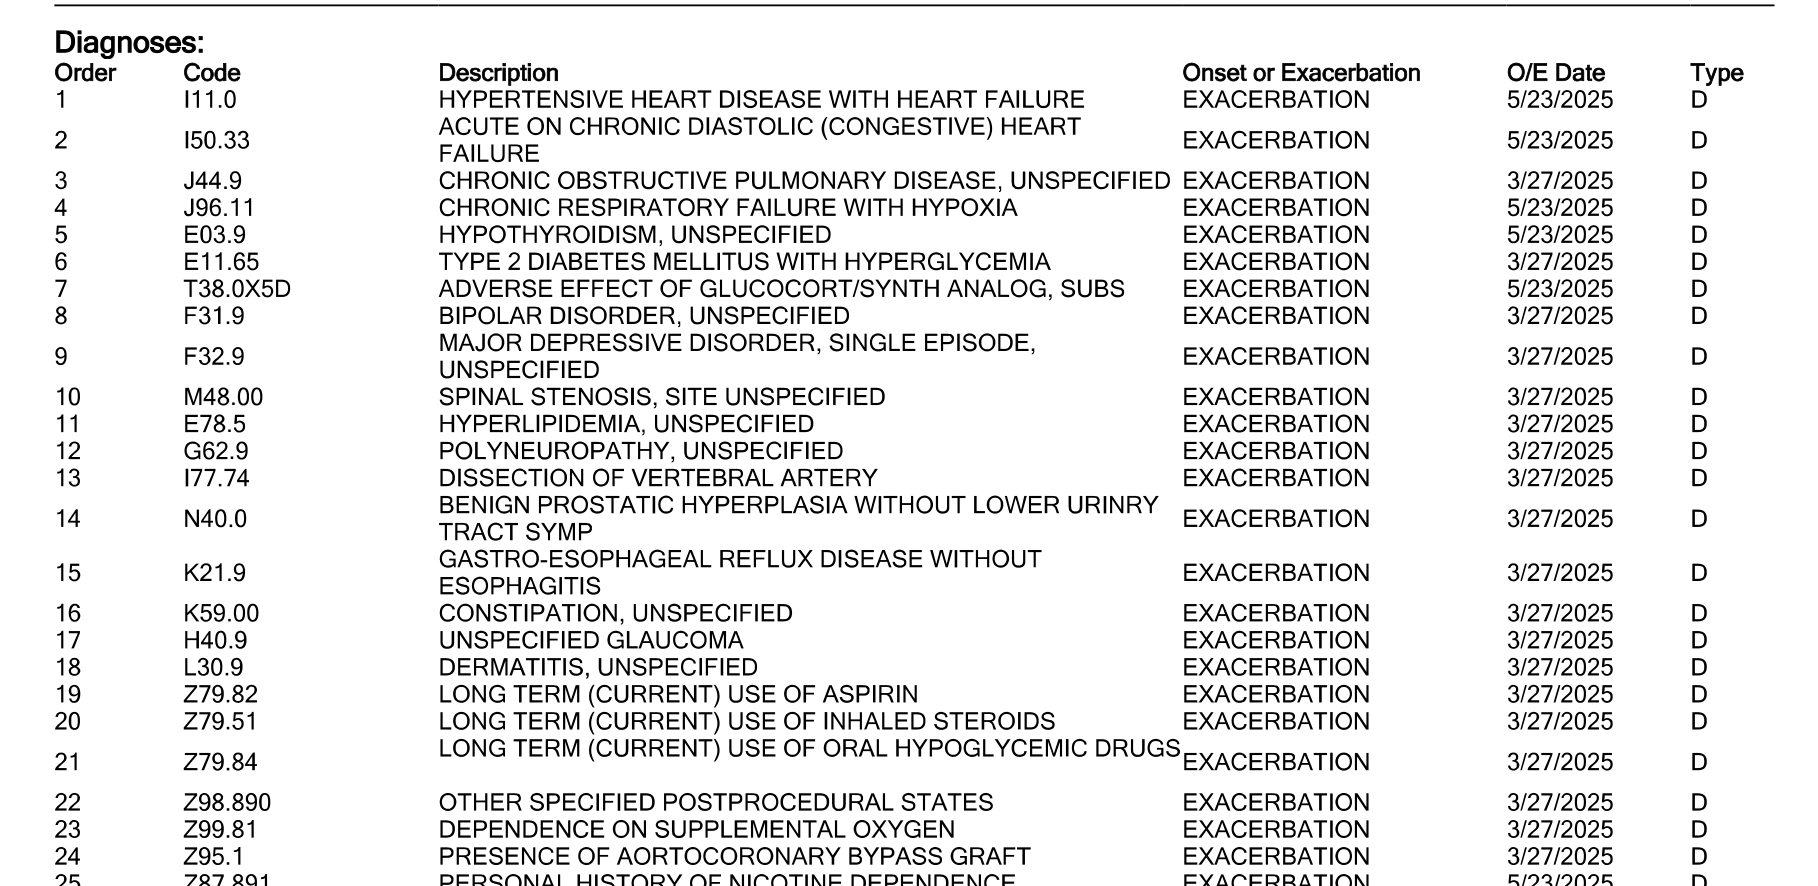 Diagnoses:
Order Code Description Onset or Exacerbation O/E Date Type
1 I11.0 HYPERTENSIVE HEART DISEASE WITH HEART FAILURE EXACERBATION 5/23/2025 D
2 I50.33 ACUTE ON CHRONIC DIASTOLIC (CONGESTIVE) HEART EXACERBATION 5/23/2025 D
FAILURE
3 J44.9 CHRONIC OBSTRUCTIVE PULMONARY DISEASE, UNSPECIFIED EXACERBATION 3/27/2025 D
4 J96.11 CHRONIC RESPIRATORY FAILURE WITH HYPOXIA EXACERBATION 5/23/2025 D
5 E03.9 HYPOTHYROIDISM, UNSPECIFIED EXACERBATION 5/23/2025 D
6 E11.65 TYPE 2 DIABETES MELLITUS WITH HYPERGLYCEMIA EXACERBATION 3/27/2025 D
7 T38.0X5D ADVERSE EFFECT OF GLUCOCORT/SYNTH ANALOG, SUBS EXACERBATION 5/23/2025 D
8 F31.9 BIPOLAR DISORDER, UNSPECIFIED EXACERBATION 3/27/2025 D
9 F32.9 MAJOR DEPRESSIVE DISORDER, SINGLE EPISODE, EXACERBATION 3/27/2025 D
UNSPECIFIED
10 M48.00 SPINAL STENOSIS, SITE UNSPECIFIED EXACERBATION 3/27/2025 D
11 E78.5 HYPERLIPIDEMIA, UNSPECIFIED EXACERBATION 3/27/2025 D
12 G62.9 POLYNEUROPATHY, UNSPECIFIED EXACERBATION 3/27/2025 D
13 I77.74 DISSECTION OF VERTEBRAL ARTERY EXACERBATION 3/27/2025 D
14 N40.0 BENIGN PROSTATIC HYPERPLASIA WITHOUT LOWER URINRY EXACERBATION 3/27/2025 D
TRACT SYMP
15 K21.9 GASTRO-ESOPHAGEAL REFLUX DISEASE WITHOUT EXACERBATION 3/27/2025 D
ESOPHAGITIS
16 K59.00 CONSTIPATION, UNSPECIFIED EXACERBATION 3/27/2025 D
17 H40.9 UNSPECIFIED GLAUCOMA EXACERBATION 3/27/2025 D
18 L30.9 DERMATITIS, UNSPECIFIED EXACERBATION 3/27/2025 D
19 Z79.82 LONG TERM (CURRENT) USE OF ASPIRIN EXACERBATION 3/27/2025 D
20 Z79.51 LONG TERM (CURRENT) USE OF INHALED STEROIDS EXACERBATION 3/27/2025 D
21 Z79.84 LONG TERM (CURRENT) USE OF ORAL HYPOGLYCEMIC DRUGS EXACERBATION 3/27/2025 D
22 Z98.890 OTHER SPECIFIED POSTPROCEDURAL STATES EXACERBATION 3/27/2025 D
23 Z99.81 DEPENDENCE ON SUPPLEMENTAL OXYGEN EXACERBATION 3/27/2025 D
24 Z95.1 PRESENCE OF AORTOCORONARY BYPASS GRAFT EXACERBATION 3/27/2025 D
25 Z87.891 PERSONAL HISTORY OF NICOTINE DEPENDENCE EXACERBATION 5/23/2025 D